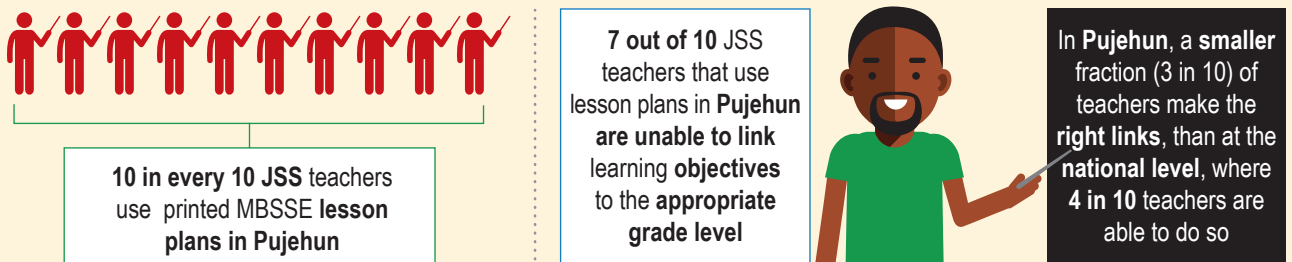 10 in every 10 JSS teachers
use printed MBSSE lesson
plans in Pujehun
7 out of 10 JSS
teachers that use
lesson plans in Pujehun
are unable to link
learning objectives
to the appropriate
grade level
In Pujehun, a smaller
fraction (3 in 10) of
teachers make the
right links, than at the
national level, where
4 in 10 teachers are
able to do so